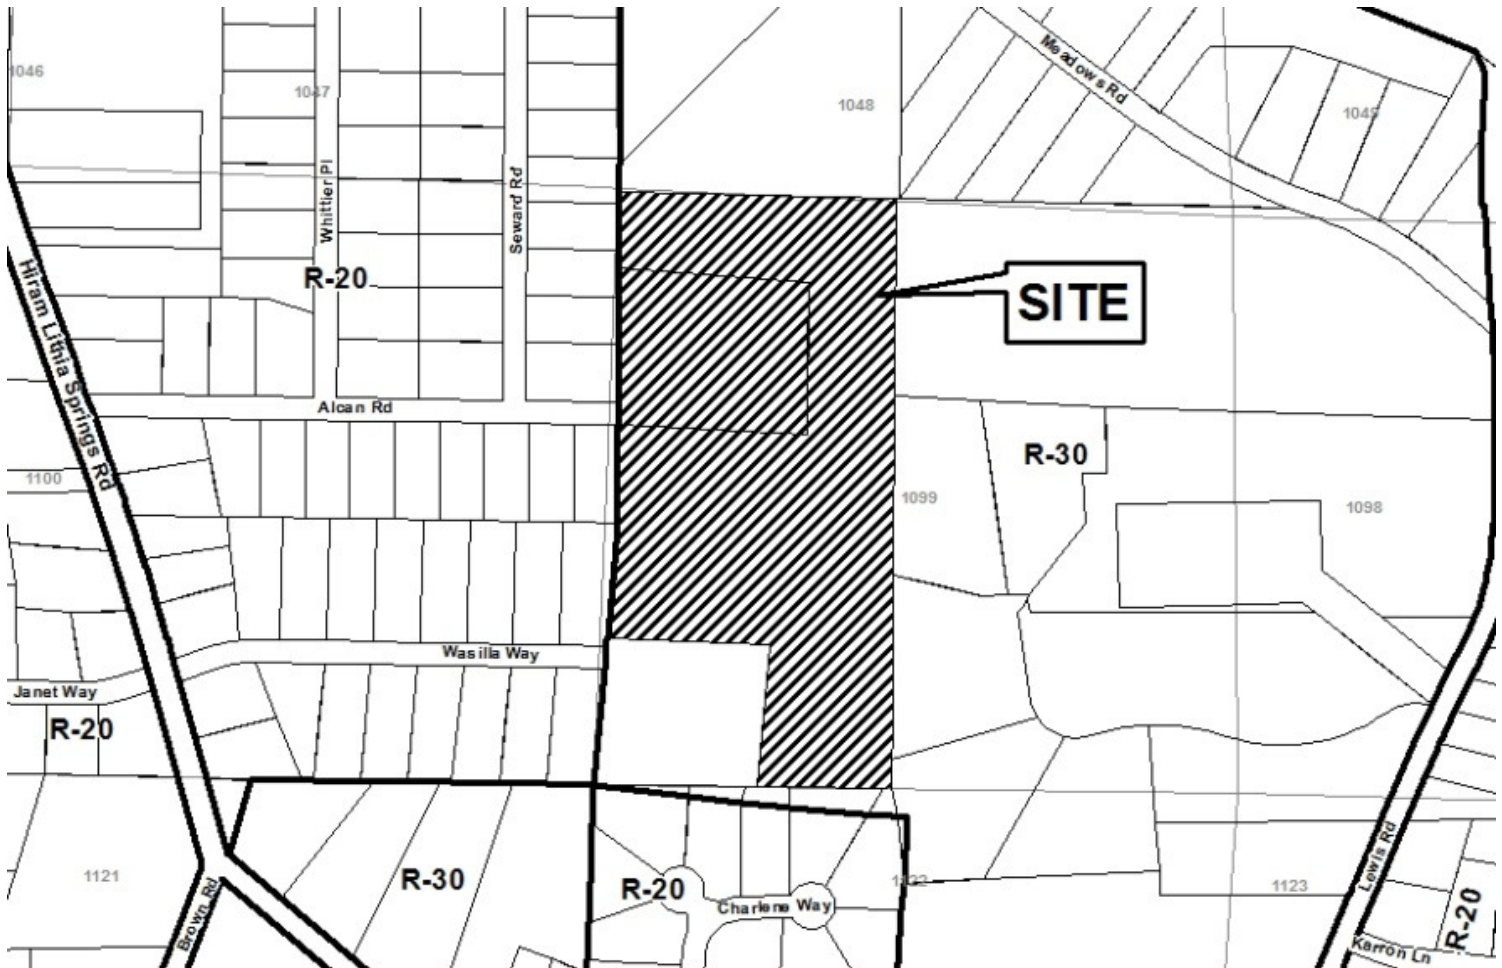 Meadows Rd
1046
1047
1048
1049
Whittier Pl
Seward Rd
R-20
SITE
Hiram Lithia Springs Rd
Alcan Rd
R-30
1100
1099
1098
Wasilla Way
Janet Way
R-20
1121
R-30
R-20
1122
1123
Lewis Rd
Brown Rd
Charlene Way
R-20
Karron Ln